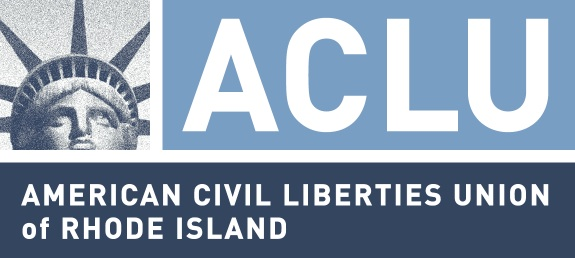 ACLU
AMERICAN CIVIL LIBERTIES UNION
of RHODE ISLAND